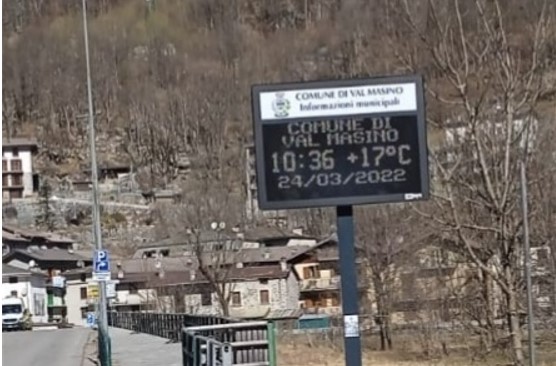 COMUNE DI VAL MASINO
Informazioni municipali
COMUNE DI
VAL MASINO
10:36 +17°C
24/03/2022
P